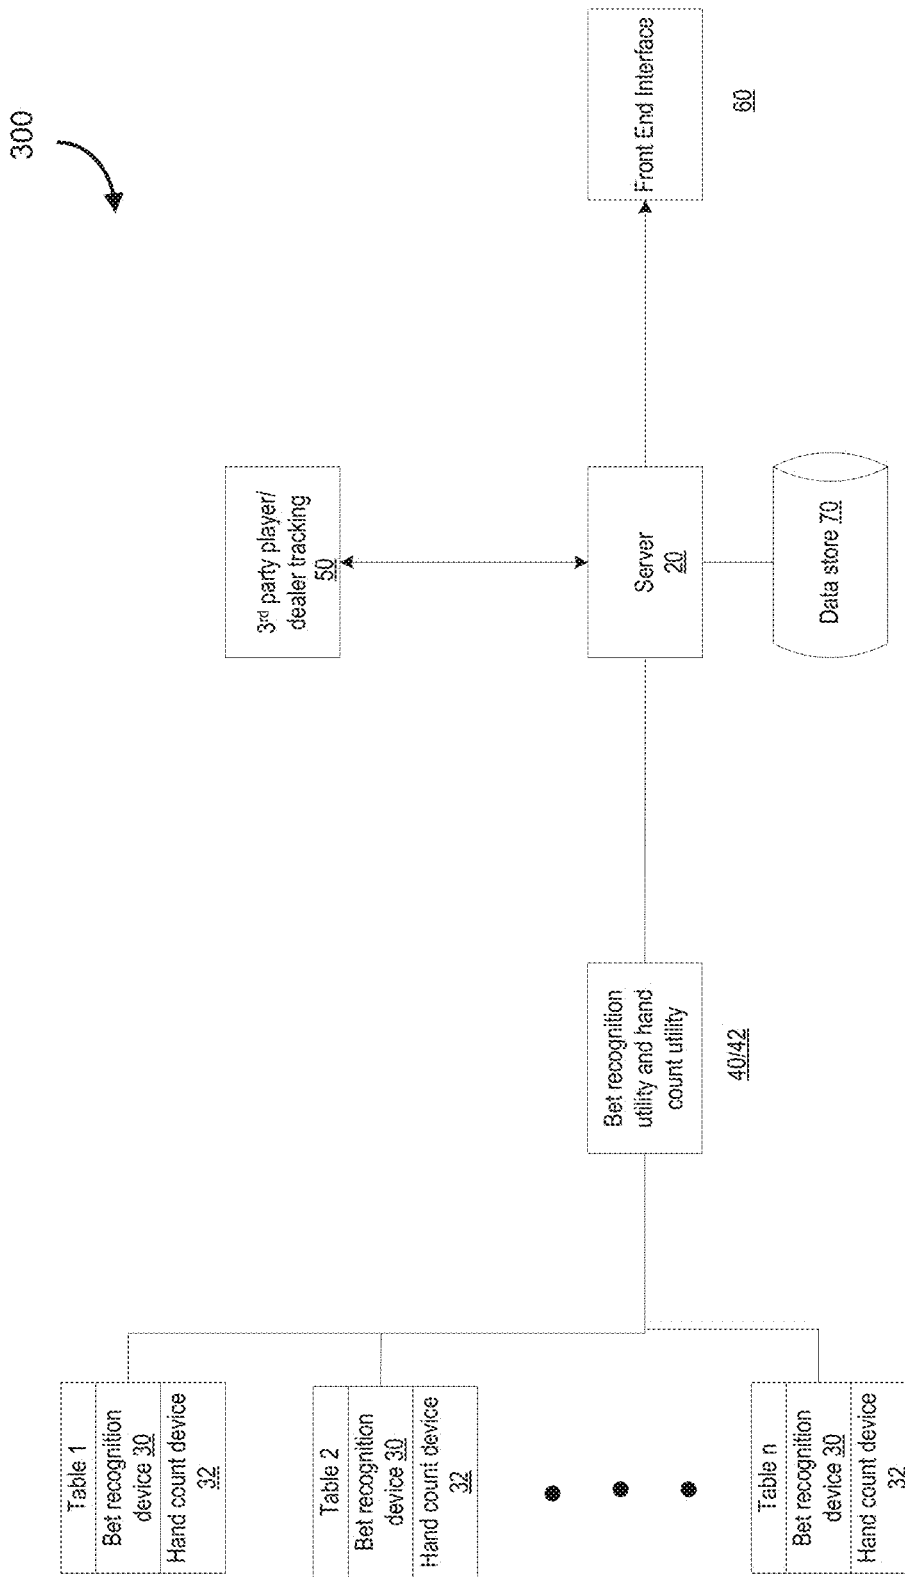 300
Table 1
Bet recognition
device 30
Hand count device
32
Table 2
Bet recognition
device 30
Hand count device
32
Table n
Bet recognition
device 30
Hand count device
32
Bet recognition
utility and hand
count utility
40/42
3rd party player/
dealer tracking
50
Server
20
Data store 70
Front End Interface
60